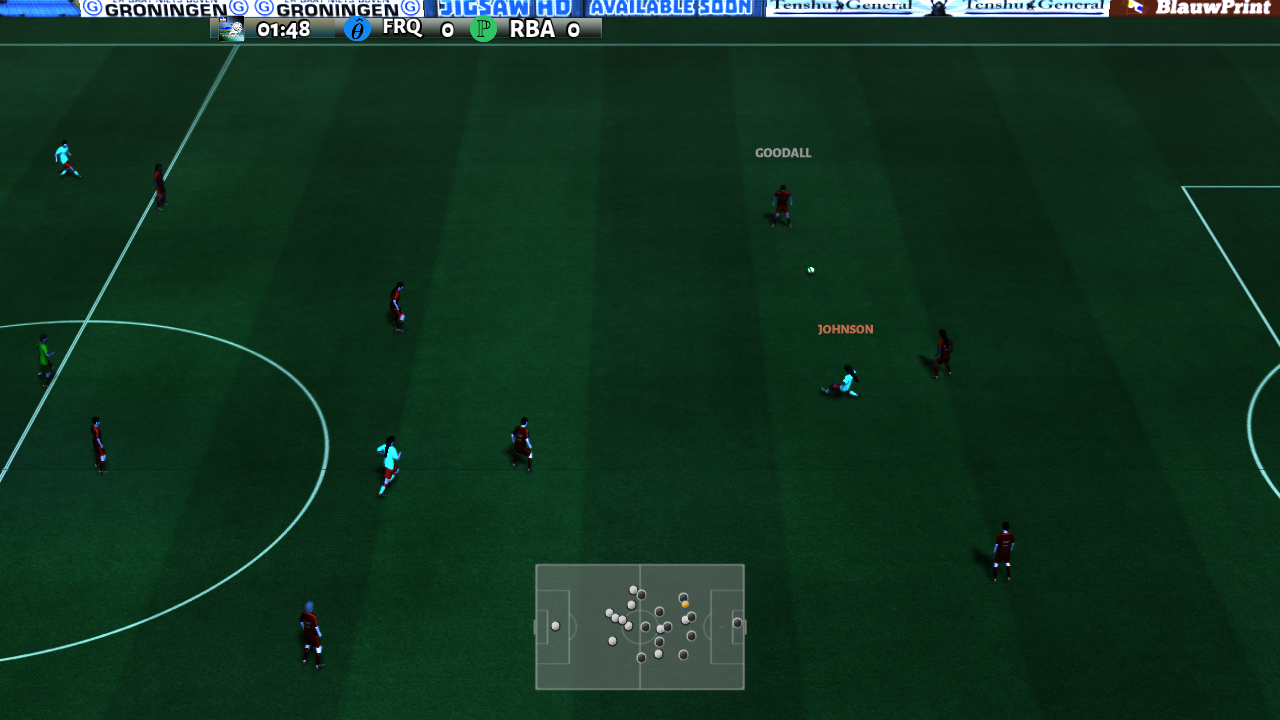 GRONINGEN
GRONINGEN
JIGSAW HD
AVAILABLE SOON
Tenshu General
Tenshu General
BlauwPrint
01:48 FRQ 0 RBA 0
GOODALL
JOHNSON